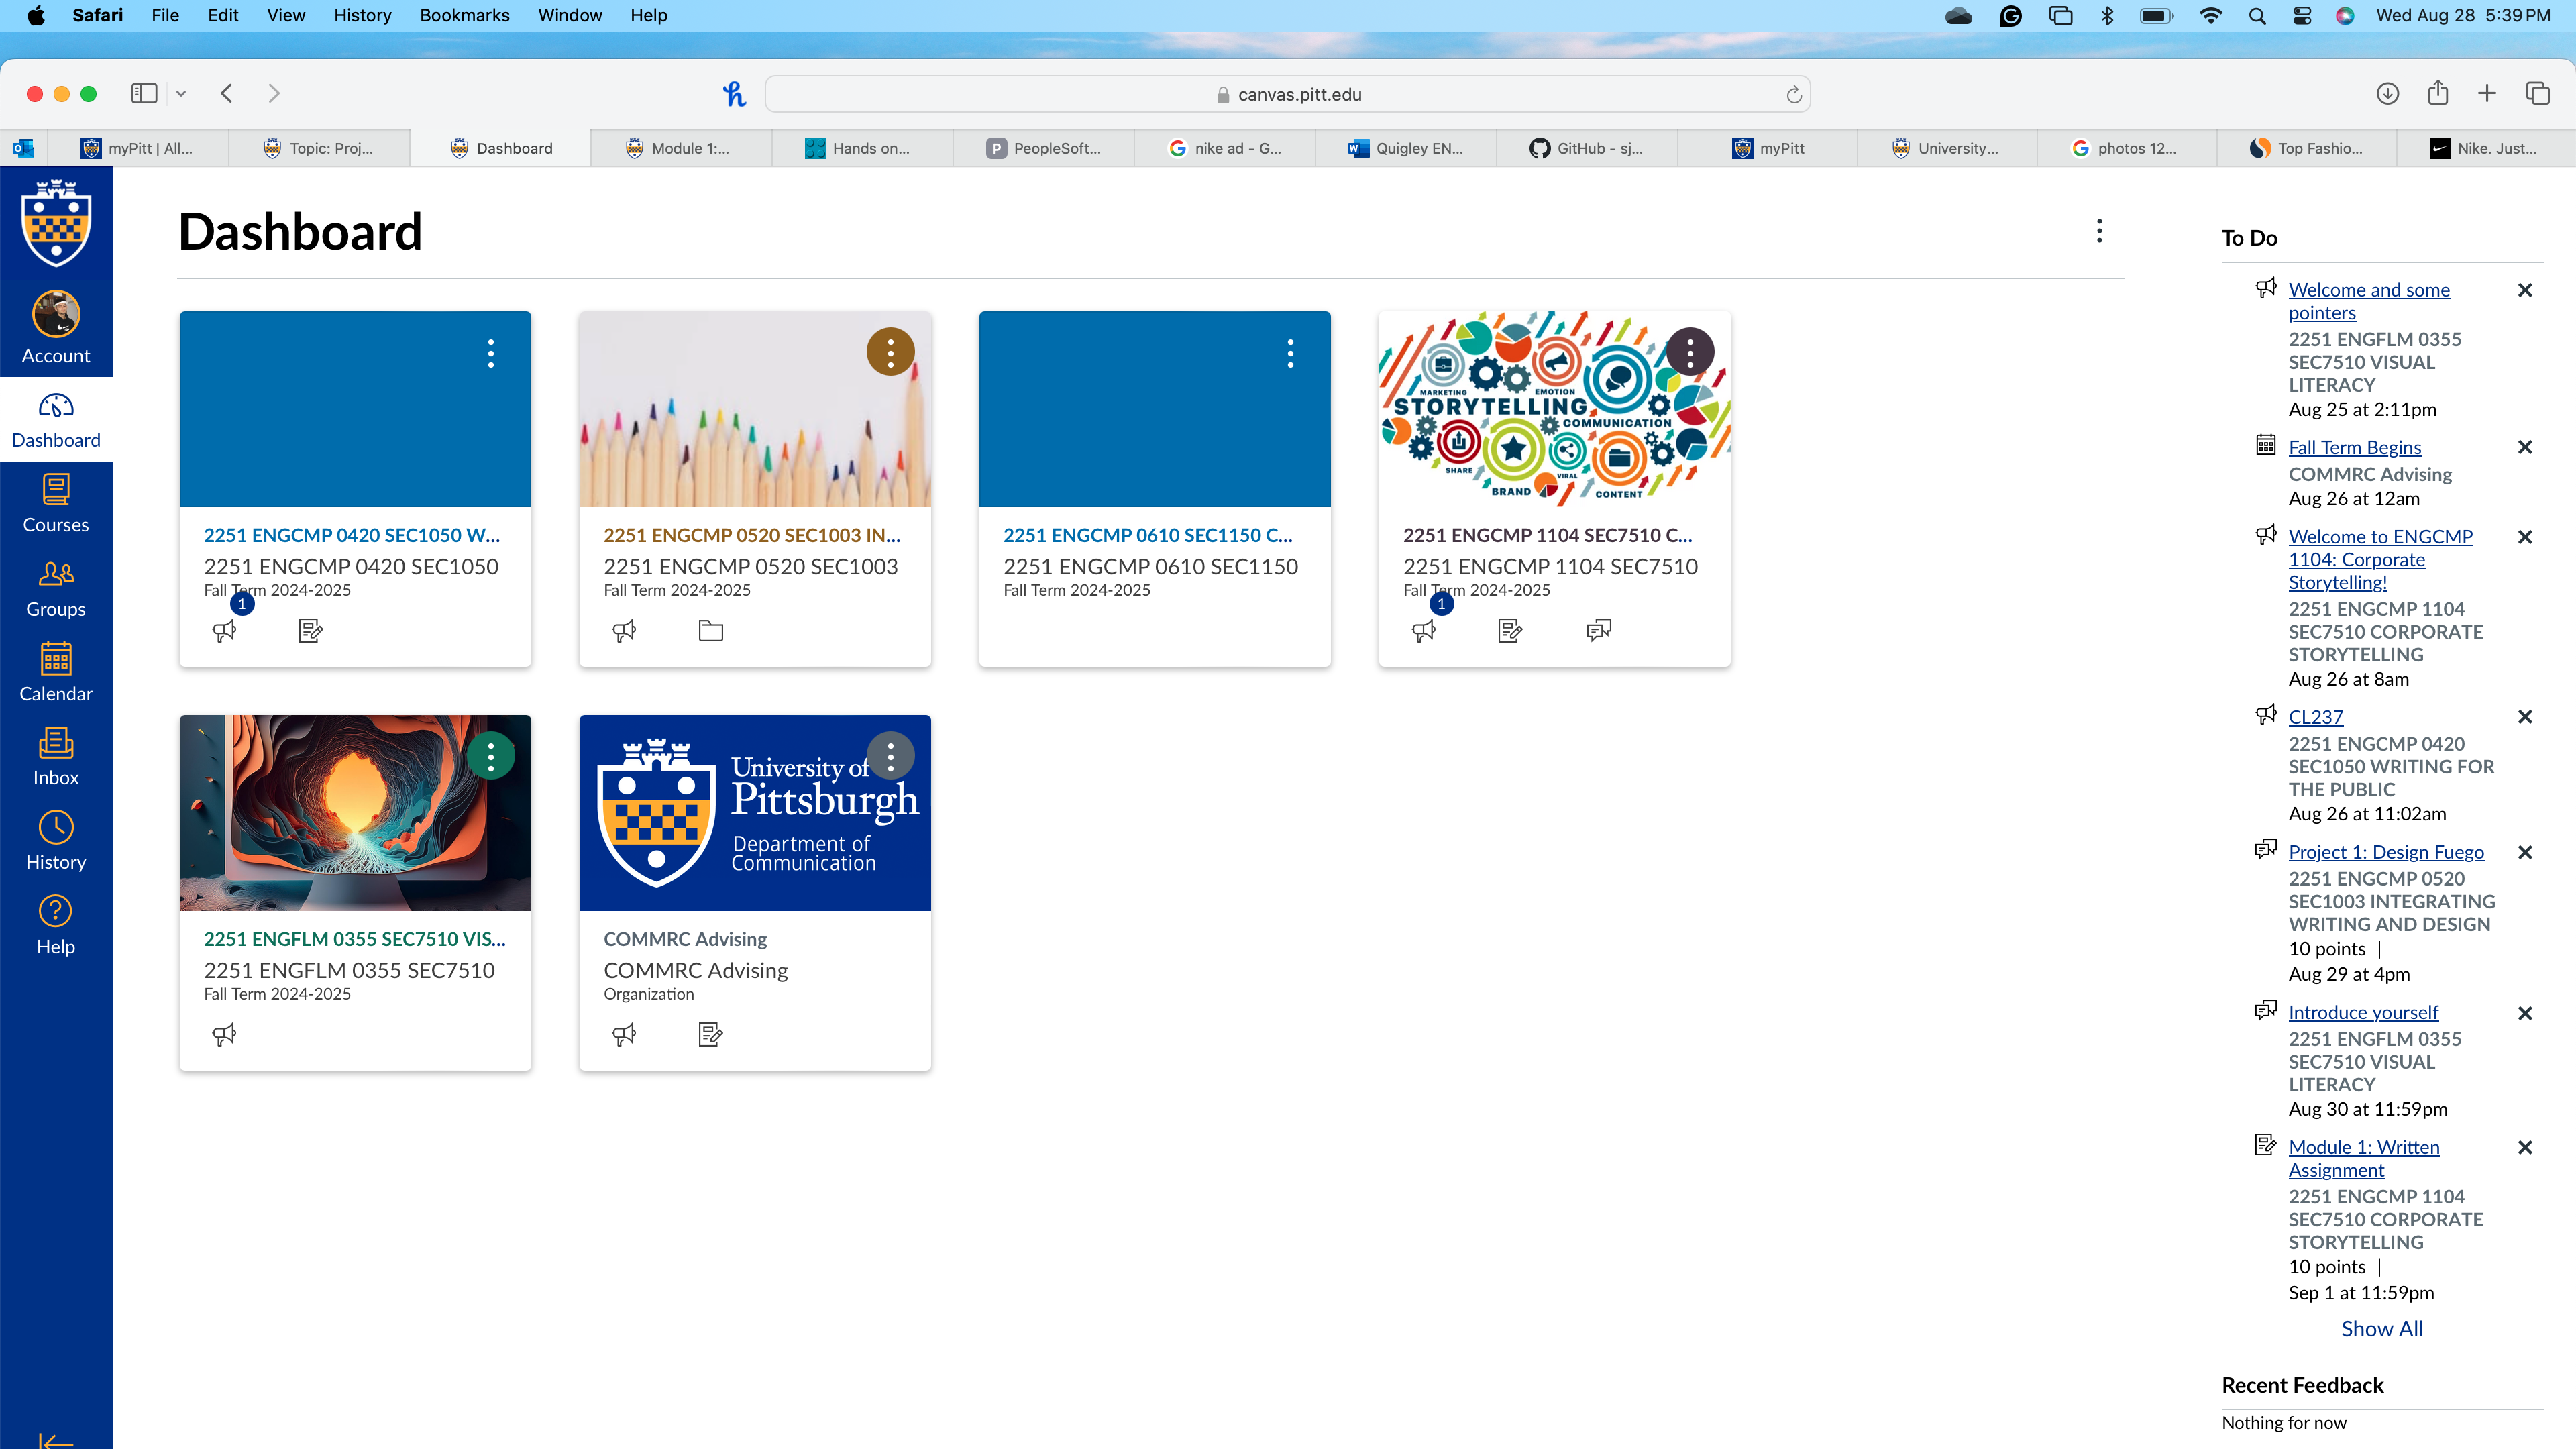 Safari File Edit View History Bookmarks Window Help Wed Aug 28 5:39 PM
canvas.pitt.edu
myPitt | All... Topic: Proj... Dashboard Module 1:... Hands on... PeopleSoft... nike ad - G... Quigley EN... GitHub - sj... myPitt University... photos 12... Top Fashio... Nike. Just...
Account
Dashboard
Courses
Groups
Calendar
Inbox
History
Help
Dashboard
2251 ENGCMP 0420 SEC1050 W...
2251 ENGCMP 0420 SEC1050
Fall Term 2024-2025
1
2251 ENGCMP 0520 SEC1003 IN...
2251 ENGCMP 0520 SEC1003
Fall Term 2024-2025
2251 ENGCMP 0610 SEC1150 C...
2251 ENGCMP 0610 SEC1150
Fall Term 2024-2025
MARKETING
EMOTION
STORYTELLING
COMMUNICATION
SHARE
VIRAL
BRAND
CONTENT
2251 ENGCMP 1104 SEC7510 C...
2251 ENGCMP 1104 SEC7510
Fall Term 2024-2025
1
2251 ENGFLM 0355 SEC7510 VIS...
2251 ENGFLM 0355 SEC7510
Fall Term 2024-2025
University of
Pittsburgh
Department of
Communication
COMMRC Advising
COMMRC Advising
Organization
To Do
Welcome and some
pointers
2251 ENGFLM 0355
SEC7510 VISUAL
LITERACY
Aug 25 at 2:11pm
Fall Term Begins
COMMRC Advising
Aug 26 at 12am
Welcome to ENGCMP
1104: Corporate
Storytelling!
2251 ENGCMP 1104
SEC7510 CORPORATE
STORYTELLING
Aug 26 at 8am
CL237
2251 ENGCMP 0420
SEC1050 WRITING FOR
THE PUBLIC
Aug 26 at 11:02am
Project 1: Design Fuego
2251 ENGCMP 0520
SEC1003 INTEGRATING
WRITING AND DESIGN
10 points |
Aug 29 at 4pm
Introduce yourself
2251 ENGFLM 0355
SEC7510 VISUAL
LITERACY
Aug 30 at 11:59pm
Module 1: Written
Assignment
2251 ENGCMP 1104
SEC7510 CORPORATE
STORYTELLING
10 points |
Sep 1 at 11:59pm
Show All
Recent Feedback
Nothing for now